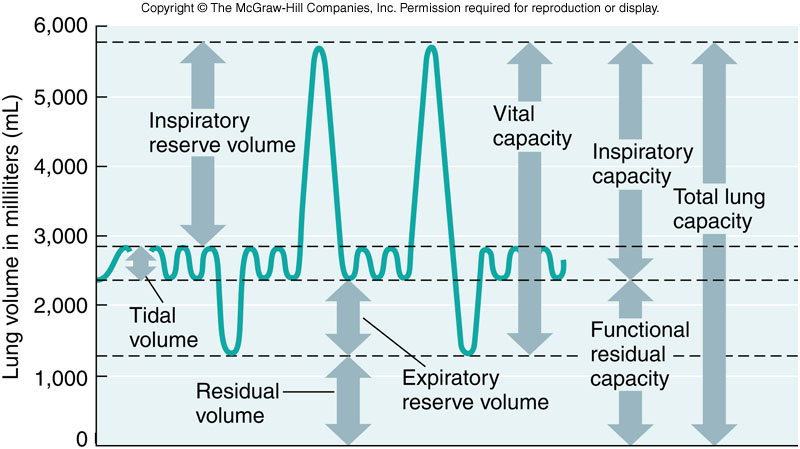 Copyright © The McGraw-Hill Companies, Inc. Permission required for reproduction or display.
Lung volume in milliliters (mL)
6,000
5,000
4,000
3,000
2,000
1,000
0
Inspiratory
reserve volume
Vital
capacity
Inspiratory
capacity
Total lung
capacity
Tidal
volume
Functional
residual
capacity
Expiratory
reserve volume
Residual
volume